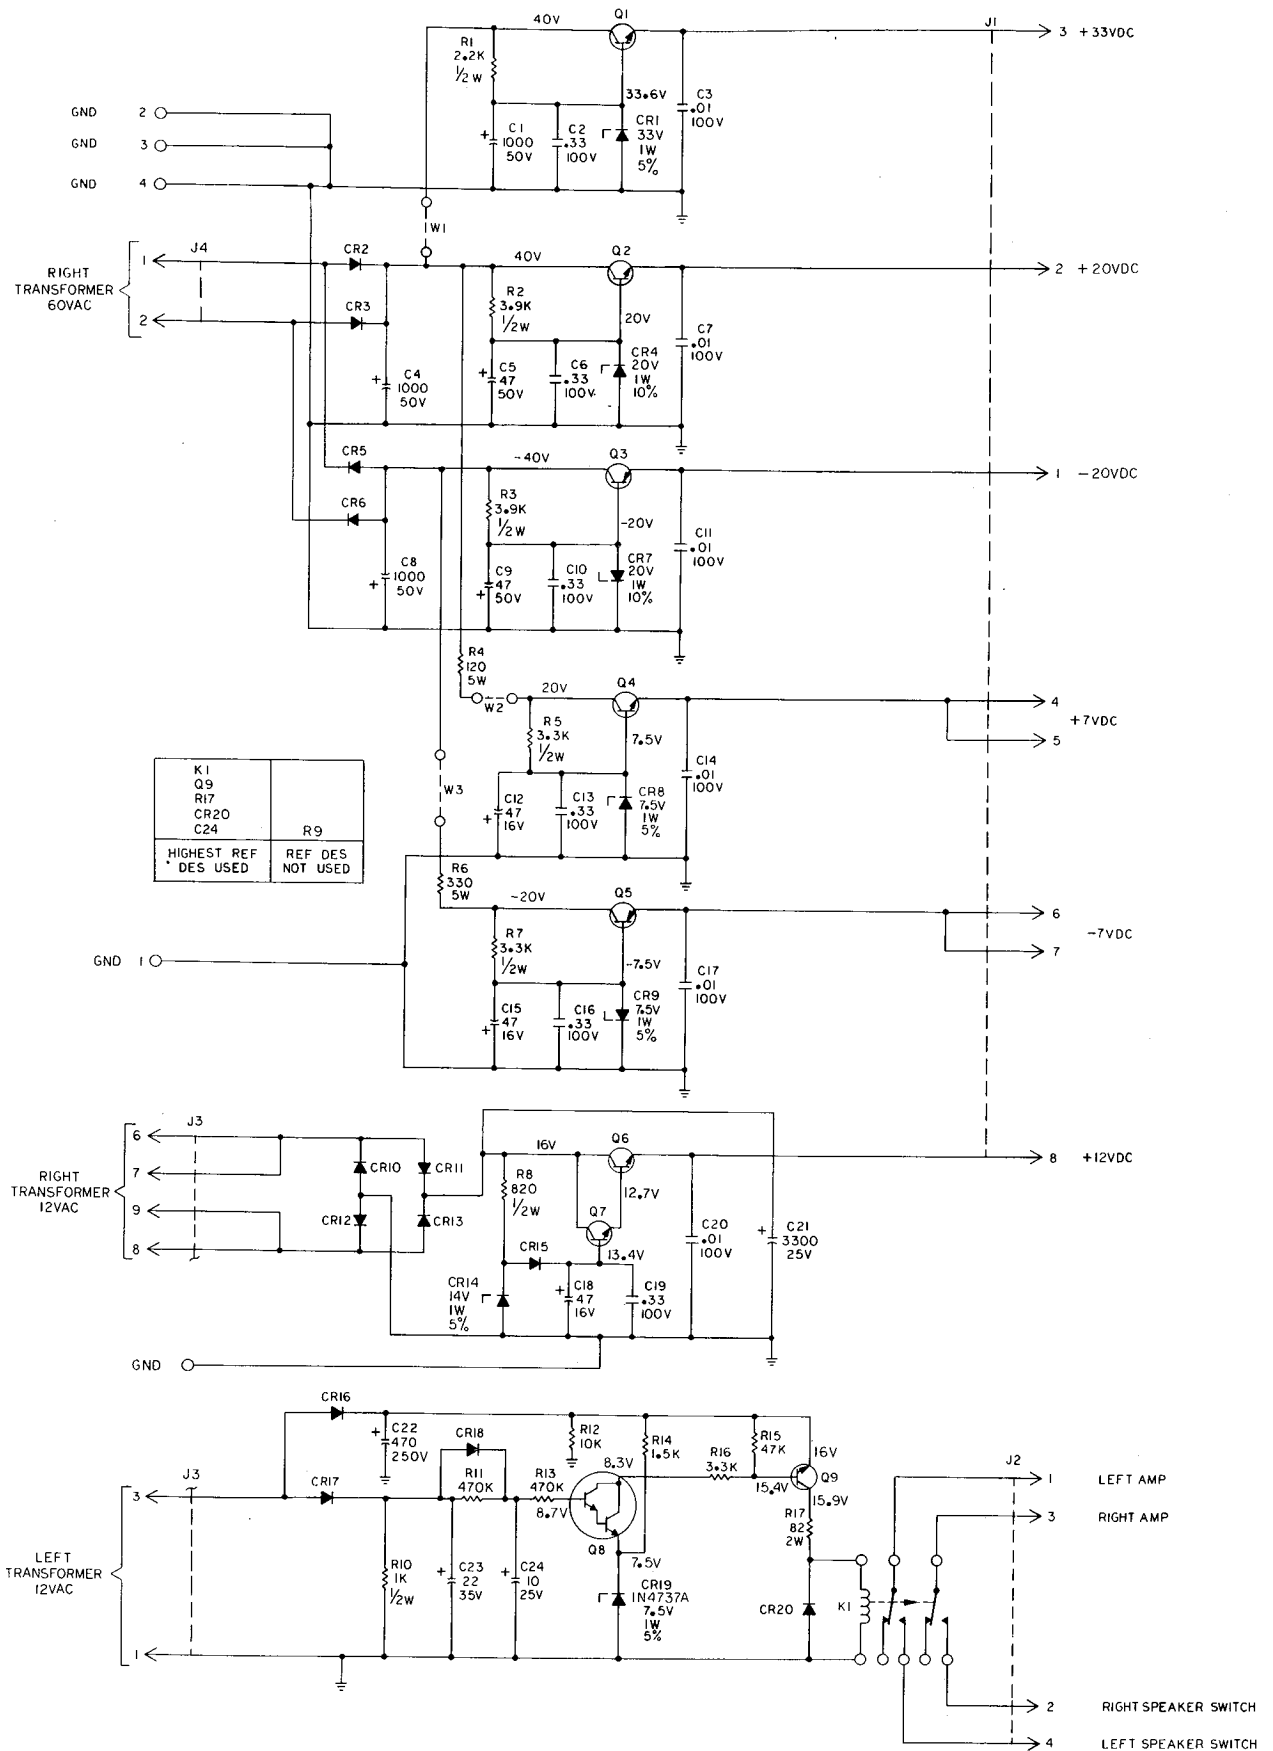 40V
Q1
J1
3 +33VDC
R1
2.2K
1/2W
33.6V
C3
.01
100V
GND 2
C1
1000
50V
C2
.33
100V
CR1
33V
1W
5%
GND 3
GND 4
W1
RIGHT
TRANSFORMER
60VAC
J4
1
2
CR2
CR3
40V
Q2
2 +20VDC
R2
3.9K
1/2W
20V
C7
.01
100V
C4
1000
50V
C5
47
50V
C6
.33
100V
CR4
20V
1W
10%
CR5
CR6
-40V
Q3
1 -20VDC
R3
3.9K
1/2W
-20V
C11
.01
100V
C8
1000
50V
C9
47
50V
C10
.33
100V
CR7
20V
1W
10%
R4
120
5W
W2
20V
Q4
4
+7VDC
5
R5
3.3K
1/2W
7.5V
C14
.01
100V
W3
C12
47
16V
C13
.33
100V
CR8
7.5V
1W
5%
K1
Q9
R17
CR20
C24
R9
HIGHEST REF
DES USED
REF DES
NOT USED
R6
330
5W
-20V
Q5
6
-7VDC
7
R7
3.3K
1/2W
-7.5V
C17
.01
100V
GND 1
C15
47
16V
C16
.33
100V
CR9
7.5V
1W
5%
RIGHT
TRANSFORMER
12VAC
J3
6
7
9
8
CR10
CR11
CR12
CR13
16V
Q6
8 +12VDC
R8
820
1/2W
12.7V
Q7
13.4V
CR15
C20
.01
100V
C21
3300
25V
CR14
14V
1W
5%
C18
47
16V
C19
.33
100V
GND
CR16
C22
470
250V
CR18
R12
10K
R14
1.5K
R15
47K
16V
J3
3
CR17
R11
470K
R13
470K
8.3V
8.7V
R16
3.3K
15.4V
Q9
15.9V
J2
1 LEFT AMP
3 RIGHT AMP
R17
82
2W
LEFT
TRANSFORMER
12VAC
R10
1K
1/2W
C23
22
35V
C24
10
25V
Q8
7.5V
CR19
1N4737A
7.5V
1W
5%
CR20
K1
1
2 RIGHT SPEAKER SWITCH
4 LEFT SPEAKER SWITCH